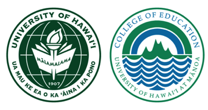 UNIVERSITY OF HAWAI'I
MALAMALAMA
1907
UA MAU KE EA O KA 'ĀINA I KA PONO
COLLEGE OF EDUCATION
UNIVERSITY OF HAWAI'I AT MĀNOA